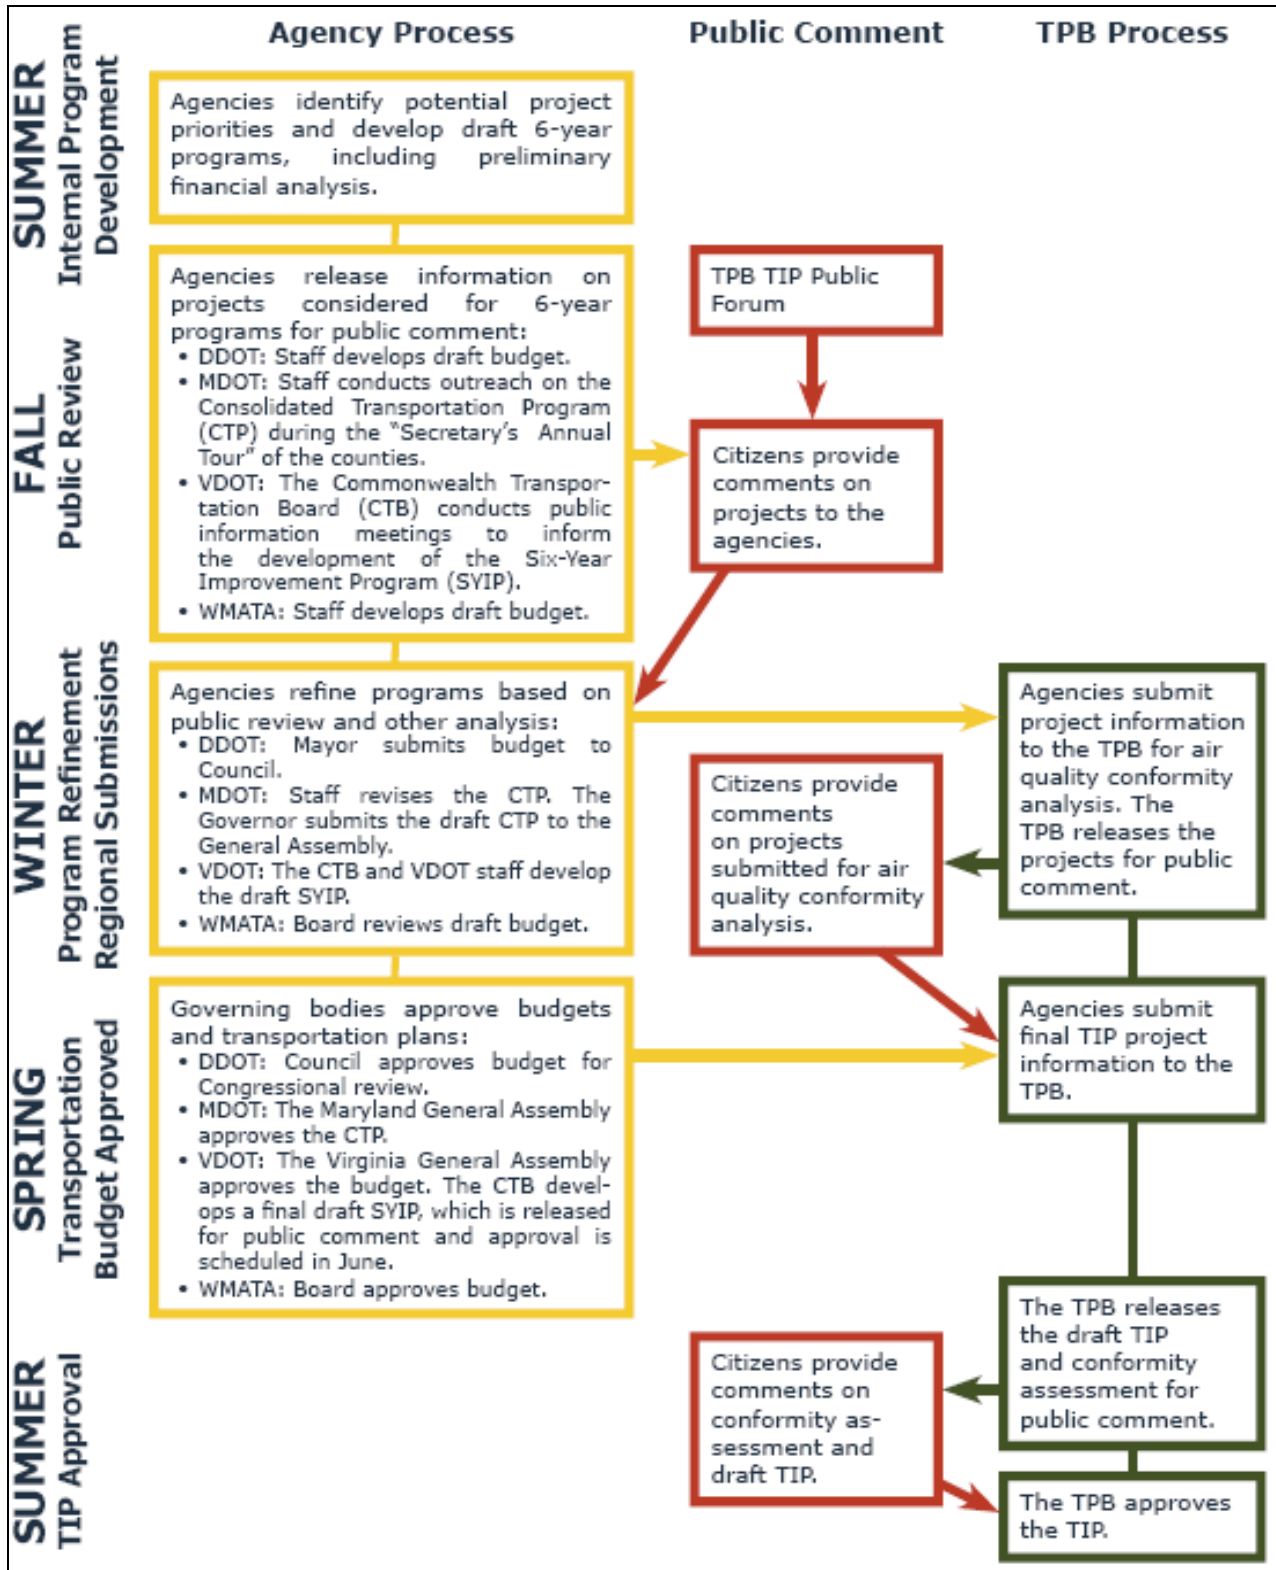 Agency Process
Public Comment
TPB Process
SUMMER
Internal Program
Development
Agencies identify potential project
priorities and develop draft 6-year
programs, including preliminary
financial analysis.
FALL
Public Review
Agencies release information on
projects considered for 6-year
programs for public comment:
• DDOT: Staff develops draft budget.
• MDOT: Staff conducts outreach on the
Consolidated Transportation Program
(CTP) during the “Secretary’s Annual
Tour” of the counties.
• VDOT: The Commonwealth Transpor-
tation Board (CTB) conducts public
information meetings to inform
the development of the Six-Year
Improvement Program (SYIP).
• WMATA: Staff develops draft budget.
TPB TIP Public
Forum
Citizens provide
comments on
projects to the
agencies.
WINTER
Program Refinement
Regional Submissions
Agencies refine programs based on
public review and other analysis:
• DDOT: Mayor submits budget to
Council.
• MDOT: Staff revises the CTP. The
Governor submits the draft CTP to the
General Assembly.
• VDOT: The CTB and VDOT staff develop
the draft SYIP.
• WMATA: Board reviews draft budget.
Citizens provide
comments
on projects
submitted for air
quality conformity
analysis.
Agencies submit
project information
to the TPB for air
quality conformity
analysis. The
TPB releases the
projects for public
comment.
SPRING
Transportation
Budget Approved
Governing bodies approve budgets
and transportation plans:
• DDOT: Council approves budget for
Congressional review.
• MDOT: The Maryland General Assembly
approves the CTP.
• VDOT: The Virginia General Assembly
approves the budget. The CTB devel-
ops a final draft SYIP, which is released
for public comment and approval is
scheduled in June.
• WMATA: Board approves budget.
Agencies submit
final TIP project
information to the
TPB.
SUMMER
TIP Approval
Citizens provide
comments on
conformity as-
sessment and
draft TIP.
The TPB releases
the draft TIP
and conformity
assessment for
public comment.
The TPB approves
the TIP.